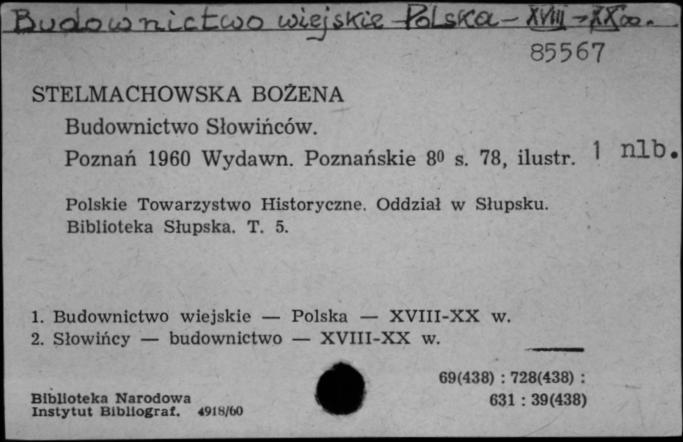 Budownictwo wiejskie Polska - XVIII - XX w.
85567
STELMACHOWSKA BOŻENA
Budownictwo Słowińców.
Poznań 1960 Wydawn. Poznańskie 8⁰ s. 78, ilustr. 1 nlb.
Polskie Towarzystwo Historyczne. Oddział w Słupsku.
Biblioteka Słupska. T. 5.
1. Budownictwo wiejskie — Polska — XVIII-XX w.
2. Słowińcy — budownictwo — XVIII-XX w.
69(438) : 728(438) :
631 : 39(438)
Biblioteka Narodowa
Instytut Bibliograf. 4918/60